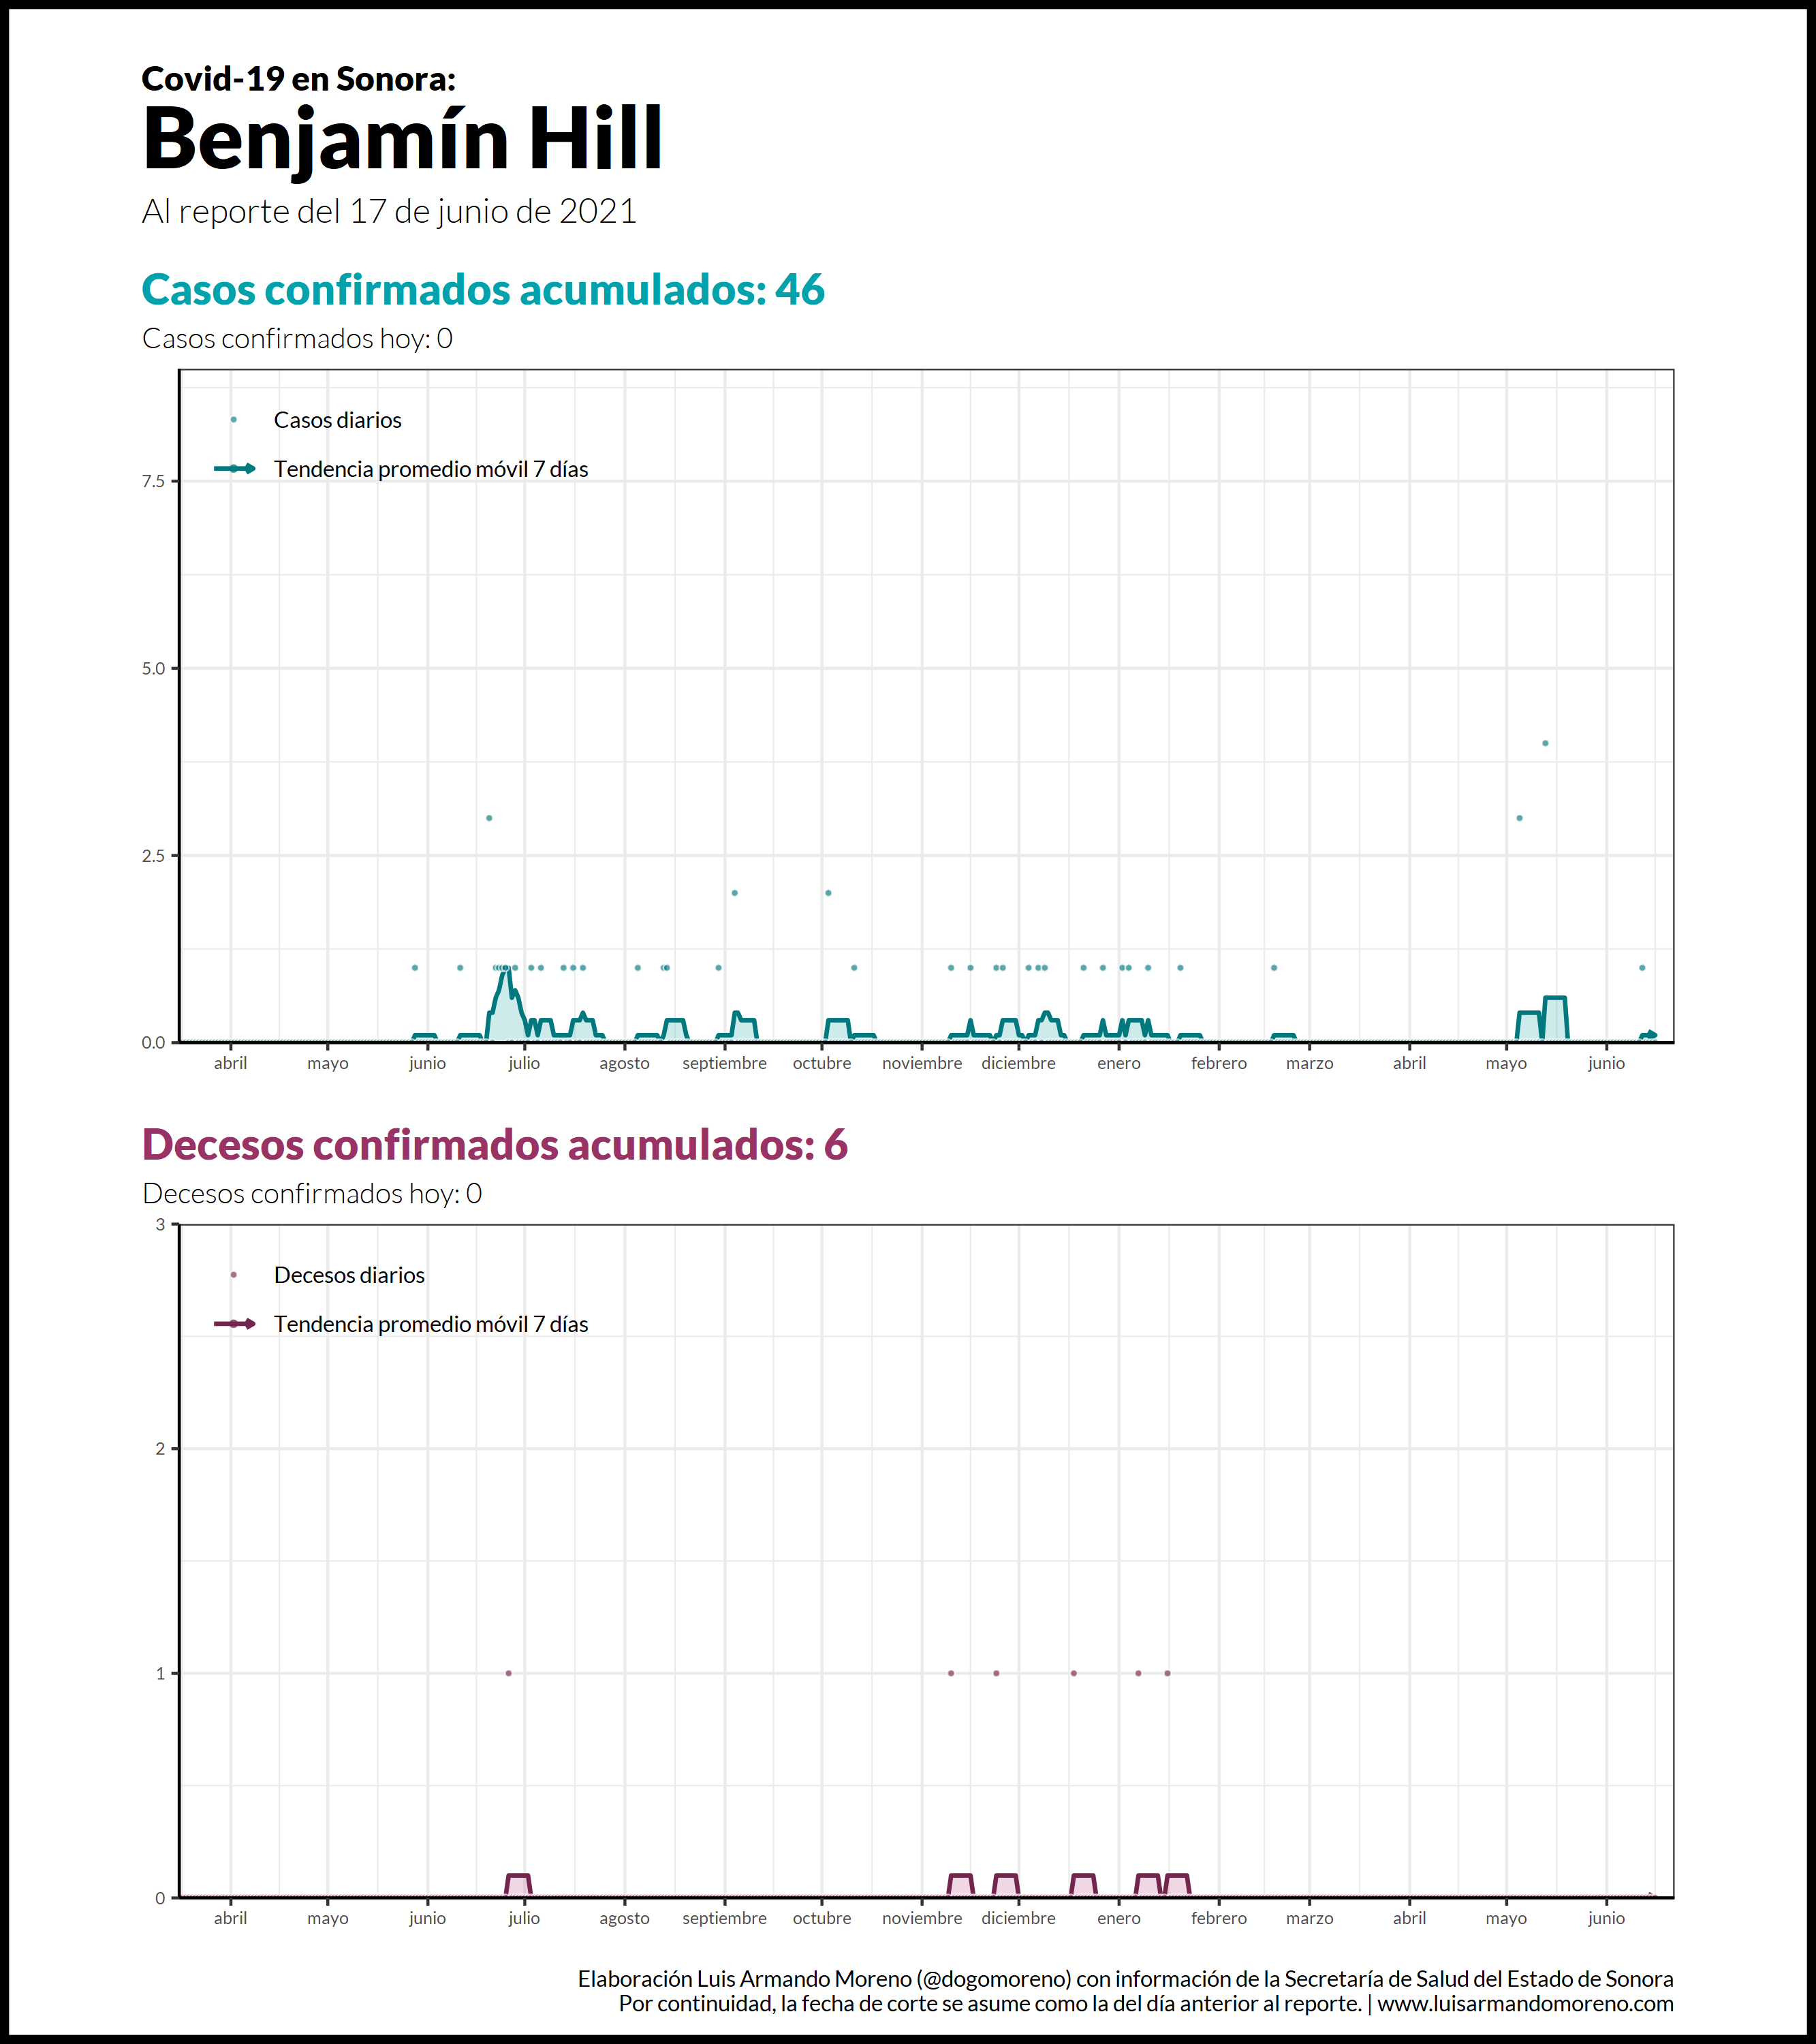 Covid-19 en Sonora:
Benjamín Hill
Al reporte del 17 de junio de 2021
Casos confirmados acumulados: 46
Casos confirmados hoy: 0
Casos diarios
Tendencia promedio móvil 7 días
7.5
5.0
2.5
0.0
abril mayo junio julio agosto septiembre octubre noviembre diciembre enero febrero marzo abril mayo junio
Decesos confirmados acumulados: 6
Decesos confirmados hoy: 0
3
Decesos diarios
Tendencia promedio móvil 7 días
2
1
0
abril mayo junio julio agosto septiembre octubre noviembre diciembre enero febrero marzo abril mayo junio
Elaboración Luis Armando Moreno (@dogomoreno) con información de la Secretaría de Salud del Estado de Sonora
Por continuidad, la fecha de corte se asume como la del día anterior al reporte. | www.luisarmandomoreno.com